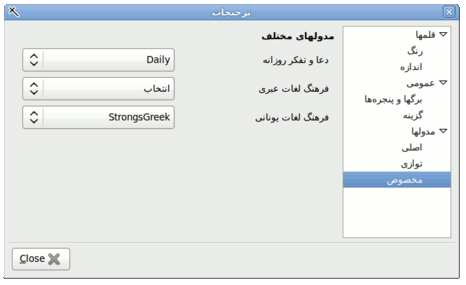 ترجیحات
قلمها
رنگ
اندازه
عمومی
برگها و پنجره‌ها
گزینه
مدولها
اصلی
توازی
مخصوص
مدولهای مختلف
دعا و تفکر روزانه
Daily
فرهنگ لغات عبری
انتخاب
فرهنگ لغات یونانی
StrongsGreek
Close